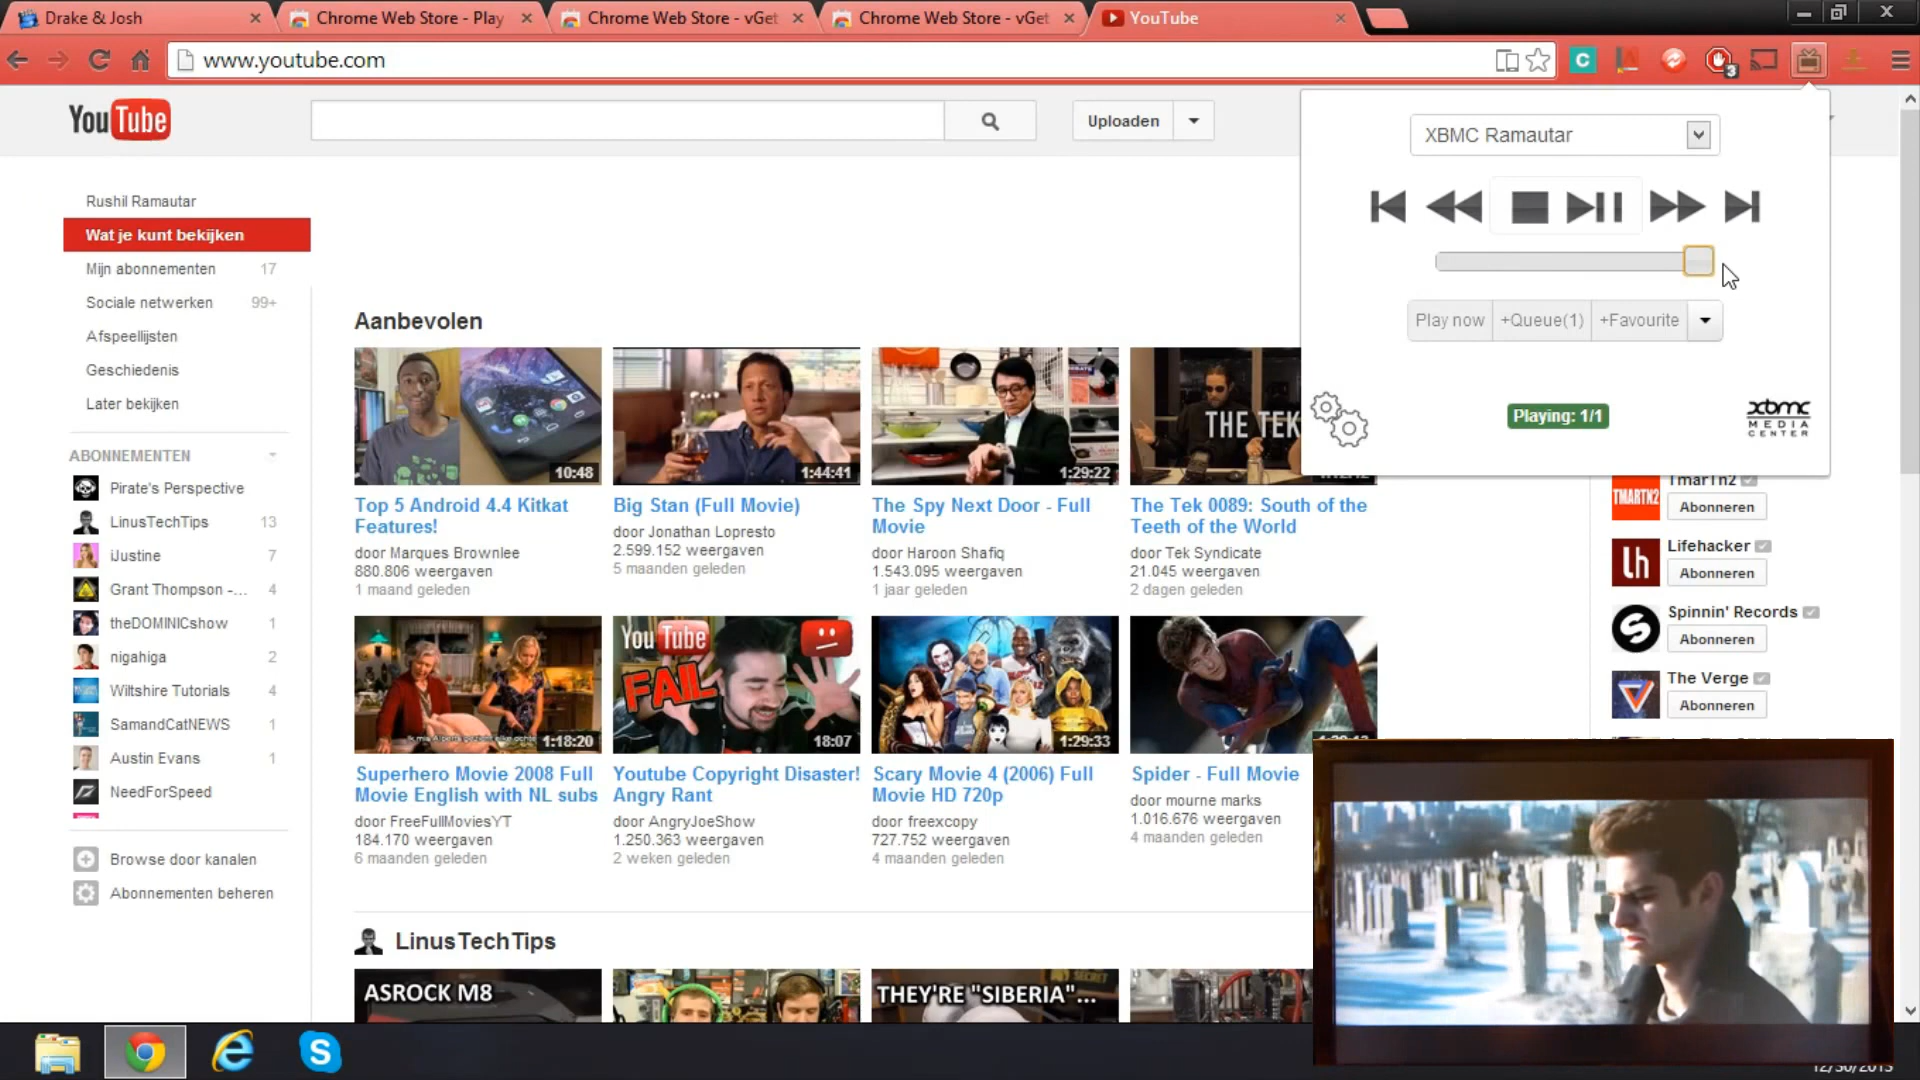 Drake & Josh
Chrome Web Store - Play
Chrome Web Store - vGet
Chrome Web Store - vGet
YouTube
www.youtube.com
3
YouTube
Uploaden
XBMC Ramautar
Play now
+Queue(1)
+Favourite
Playing: 1/1
xbmc
MEDIA
CENTER
Rushil Ramautar
Wat je kunt bekijken
Mijn abonnementen 17
Sociale netwerken 99+
Afspeellijsten
Geschiedenis
Later bekijken
ABONNEMENTEN
Pirate's Perspective
LinusTechTips 13
iJustine 7
Grant Thompson -... 4
theDOMINICshow 1
nigahiga 2
Wiltshire Tutorials 4
SamandCatNEWS 1
Austin Evans 1
NeedForSpeed
Browse door kanalen
Abonnementen beheren
Aanbevolen
10:48
Top 5 Android 4.4 Kitkat
Features!
door Marques Brownlee
880.806 weergaven
1 maand geleden
1:44:41
Big Stan (Full Movie)
door Jonathan Lopresto
2.599.152 weergaven
5 maanden geleden
1:29:22
The Spy Next Door - Full
Movie
door Haroon Shafiq
1.543.095 weergaven
1 jaar geleden
THE TEK
The Tek 0089: South of the
Teeth of the World
door Tek Syndicate
21.045 weergaven
2 dagen geleden
1:18:20
Superhero Movie 2008 Full
Movie English with NL subs
door FreeFullMoviesYT
184.170 weergaven
6 maanden geleden
YouTube
FAIL
18:07
Youtube Copyright Disaster!
Angry Rant
door AngryJoeShow
1.250.363 weergaven
2 weken geleden
1:29:33
Scary Movie 4 (2006) Full
Movie HD 720p
door freexcopy
727.752 weergaven
4 maanden geleden
Spider - Full Movie
door mourne marks
1.016.676 weergaven
4 maanden geleden
LinusTechTips
ASROCK M8
THEY'RE "SIBERIA"...
TMARTN2
TmarTn2
Abonneren
lh
Lifehacker
Abonneren
Spinnin' Records
Abonneren
The Verge
Abonneren
12/30/2013